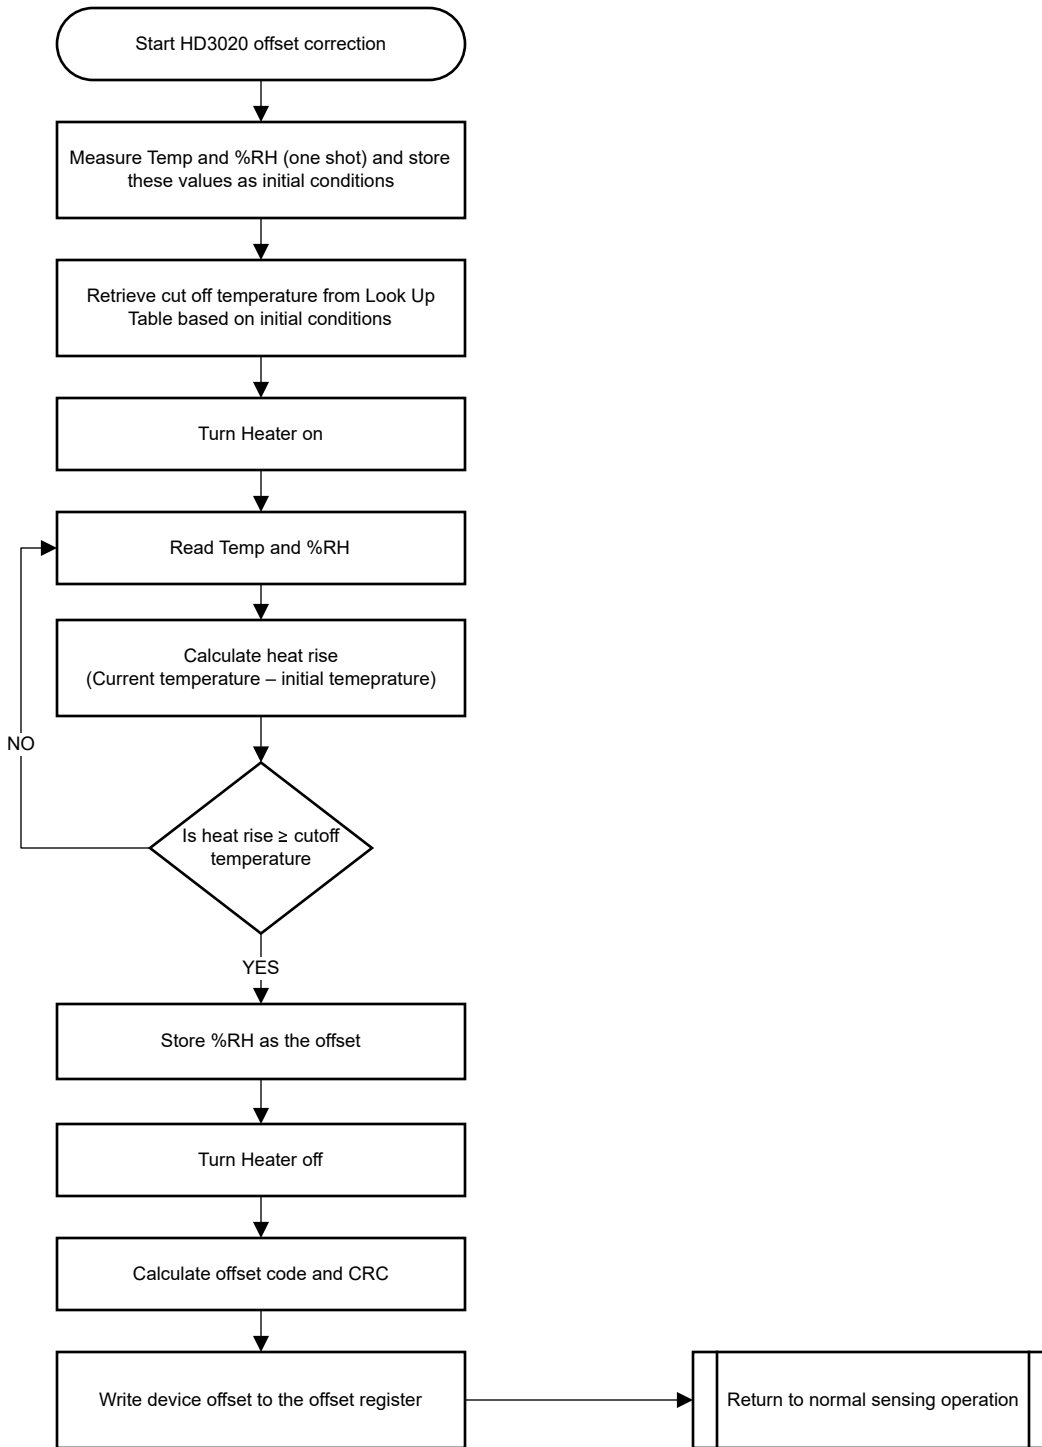 Start HD3020 offset correction
Measure Temp and %RH (one shot) and store
these values as initial conditions
Retrieve cut off temperature from Look Up
Table based on initial conditions
Turn Heater on
Read Temp and %RH
Calculate heat rise
(Current temperature – initial temeprature)
NO
Is heat rise ≥ cutoff
temperature
YES
Store %RH as the offset
Turn Heater off
Calculate offset code and CRC
Write device offset to the offset register
Return to normal sensing operation